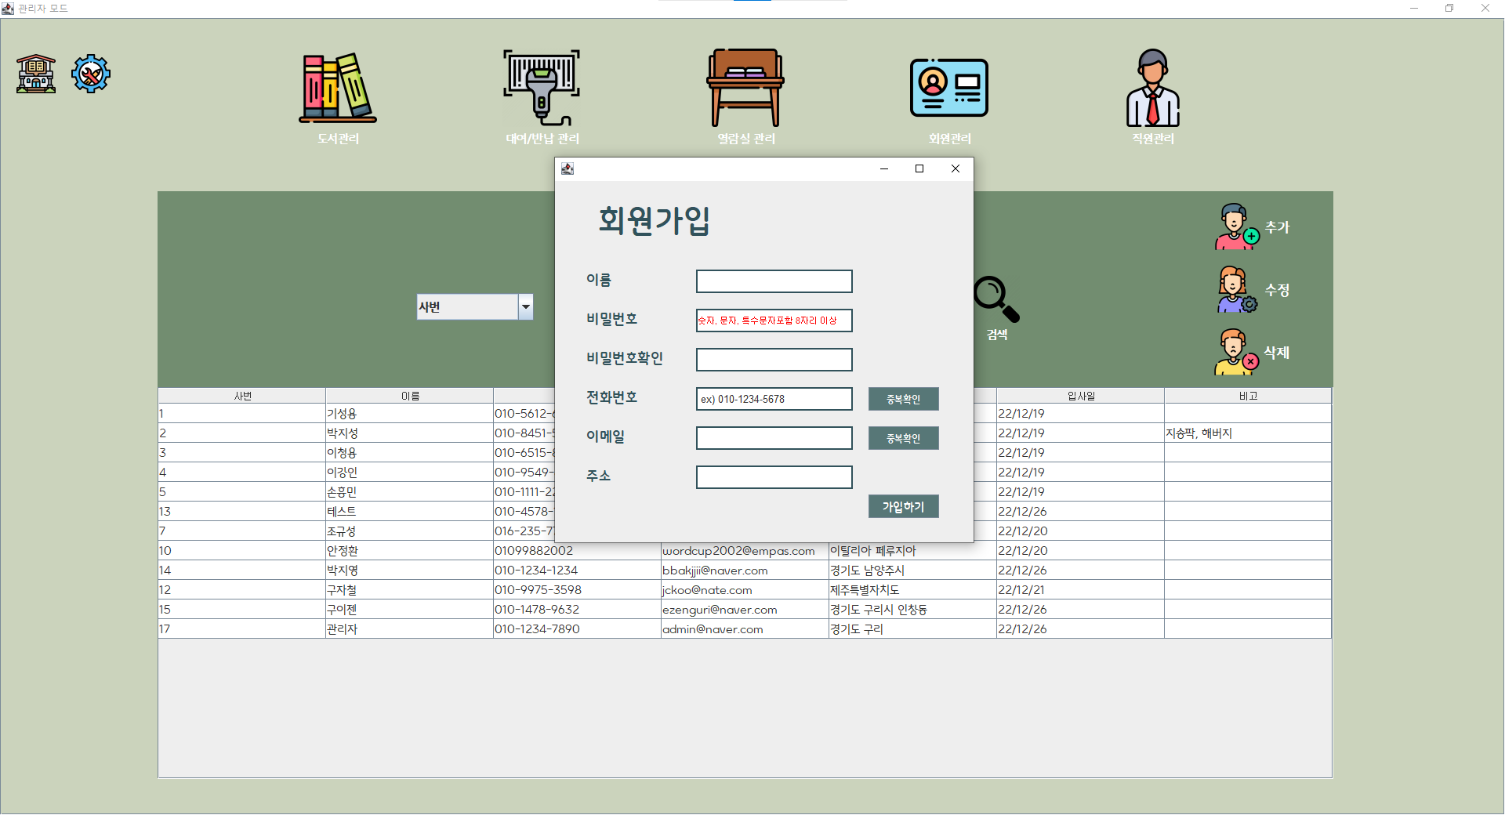 관리자 모드
도서관리
대여/반납 관리
열람실 관리
회원관리
직원관리
추가
수정
삭제
사번
검색
회원가입
이름
비밀번호
숫자, 문자, 특수문자포함 8자리 이상
비밀번호확인
전화번호
ex) 010-1234-5678
중복확인
이메일
중복확인
주소
가입하기
사번 이름 입사일 비고
1 기성용 010-5612- 22/12/19
2 박지성 010-8451- 22/12/19 지송팍, 해버지
3 이청용 010-6515- 22/12/19
4 이강인 010-9549- 22/12/19
5 손흥민 010-1111-22 22/12/19
13 테스트 010-4578- 22/12/26
7 조규성 016-235-7 22/12/20
10 안정환 01099882002 wordcup2002@empas.com 이탈리아 페루지아 22/12/20
14 박지영 010-1234-1234 bbakjjii@naver.com 경기도 남양주시 22/12/26
12 구자철 010-9975-3598 jckoo@nate.com 제주특별자치도 22/12/21
15 구이젠 010-1478-9632 ezenguri@naver.com 경기도 구리시 인창동 22/12/26
17 관리자 010-1234-7890 admin@naver.com 경기도 구리 22/12/26